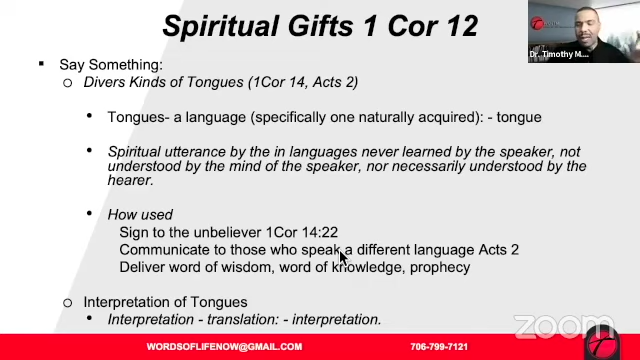 Spiritual Gifts 1 Cor 12
Dr. Timothy M....
Say Something:
Divers Kinds of Tongues (1Cor 14, Acts 2)
Tongues- a language (specifically one naturally acquired): - tongue
Spiritual utterance by the in languages never learned by the speaker, not
understood by the mind of the speaker, nor necessarily understood by the
hearer.
How used
Sign to the unbeliever 1Cor 14:22
Communicate to those who speak a different language Acts 2
Deliver word of wisdom, word of knowledge, prophecy
Interpretation of Tongues
Interpretation - translation: - interpretation.
zoom
WORDSOFLIFENOW@GMAIL.COM
706-799-7121